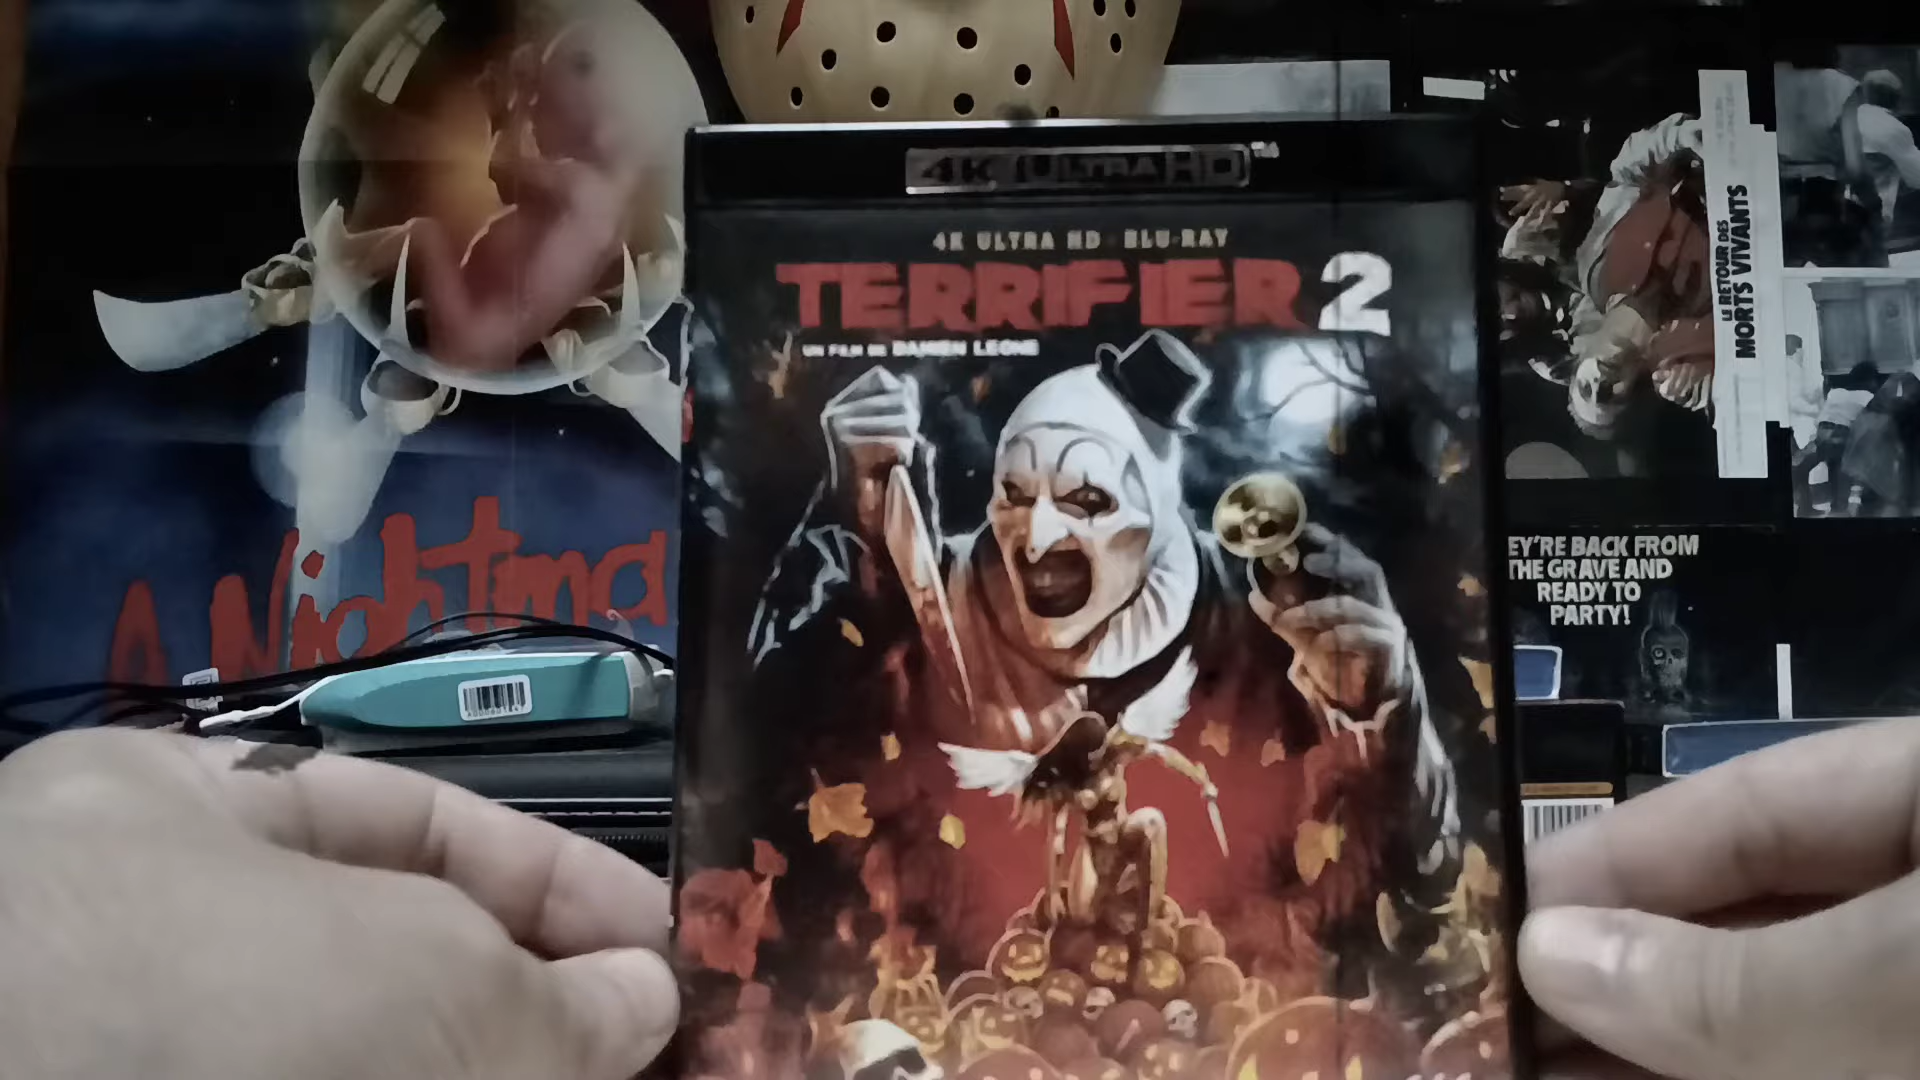 4K ULTRA HD™
4K ULTRA HD - BLU-RAY
TERRIFIER 2
UN FILM DE DAMIEN LEONE
A Nightma
LE RETOUR DES
MORTS VIVANTS
EY'RE BACK FROM
THE GRAVE AND
READY TO
PARTY!